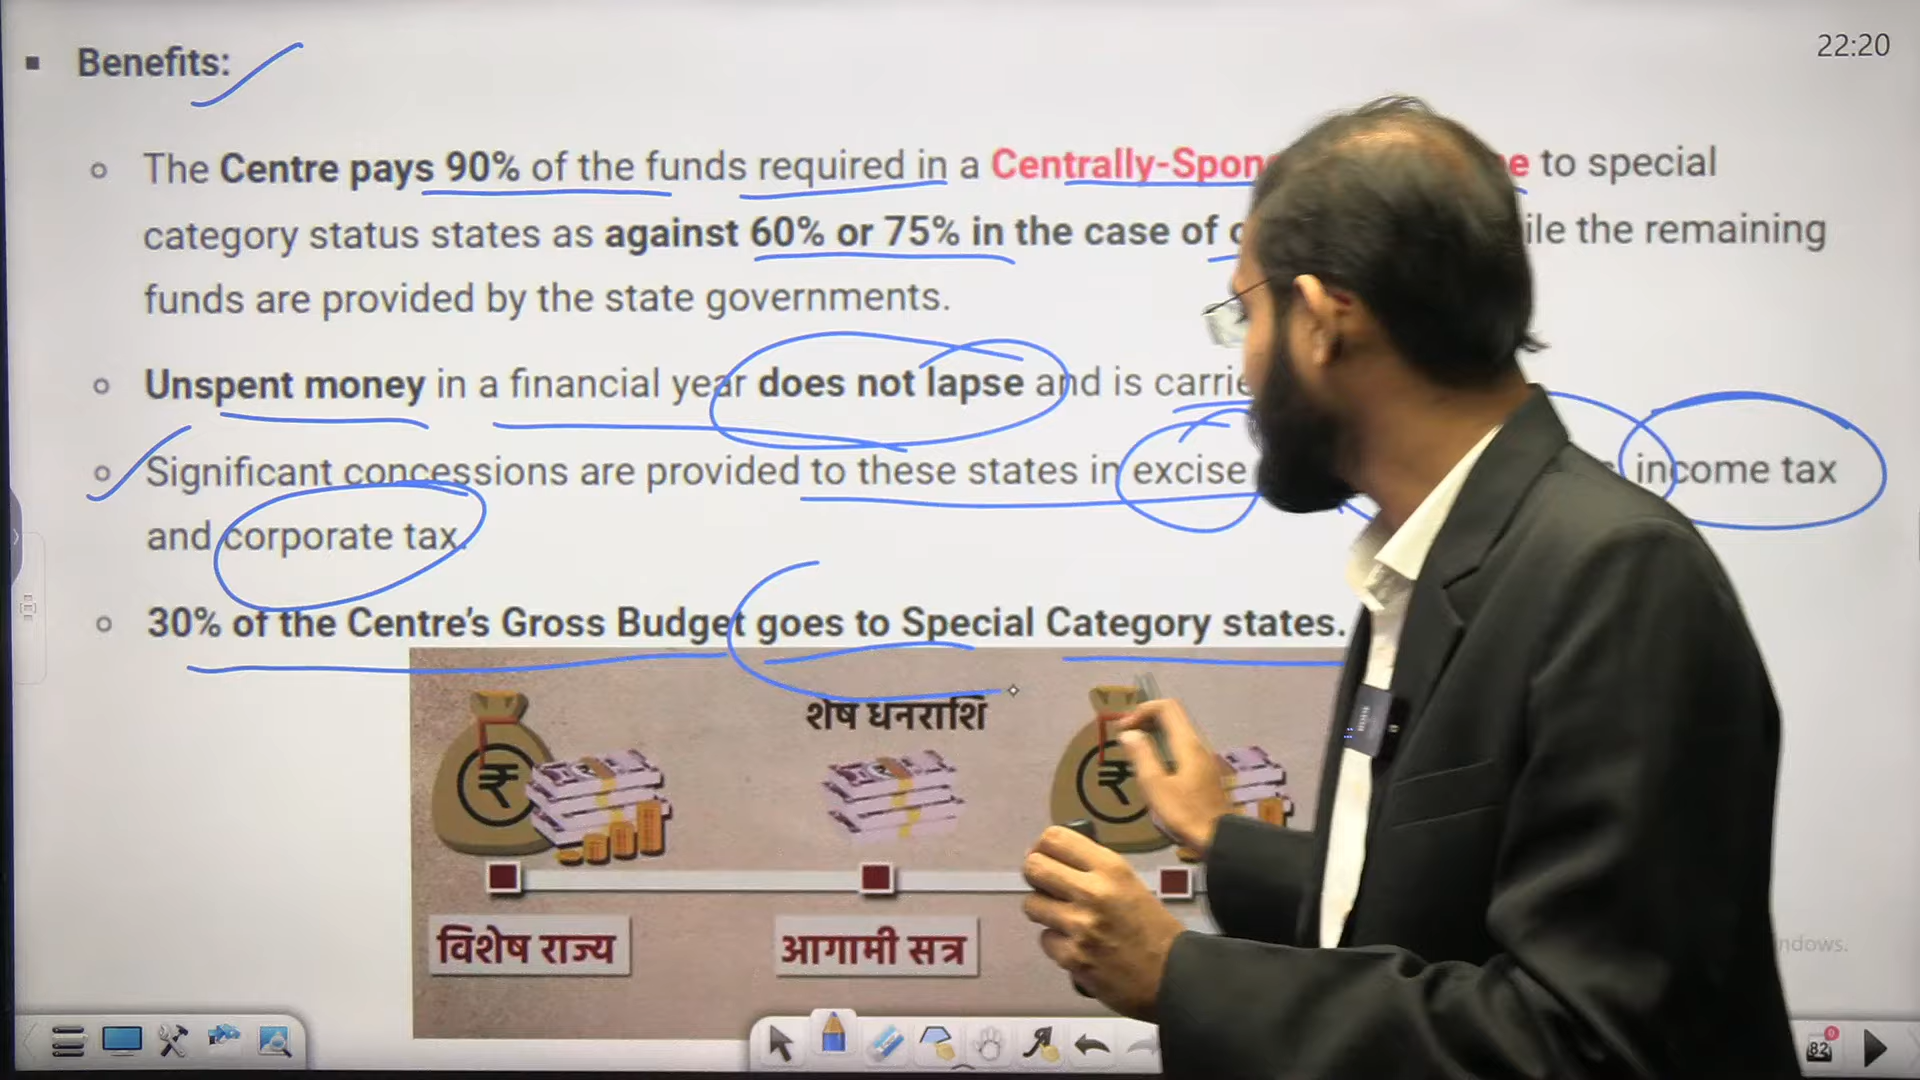 22:20
Benefits:
The Centre pays 90% of the funds required in a Centrally-Spon e to special
category status states as against 60% or 75% in the case of ile the remaining
funds are provided by the state governments.
Unspent money in a financial year does not lapse and is carrie
Significant concessions are provided to these states in excise income tax
and corporate tax.
30% of the Centre's Gross Budget goes to Special Category states.
शेष धनराशि
₹ ₹
विशेष राज्य आगामी सत्र
ndows.
82